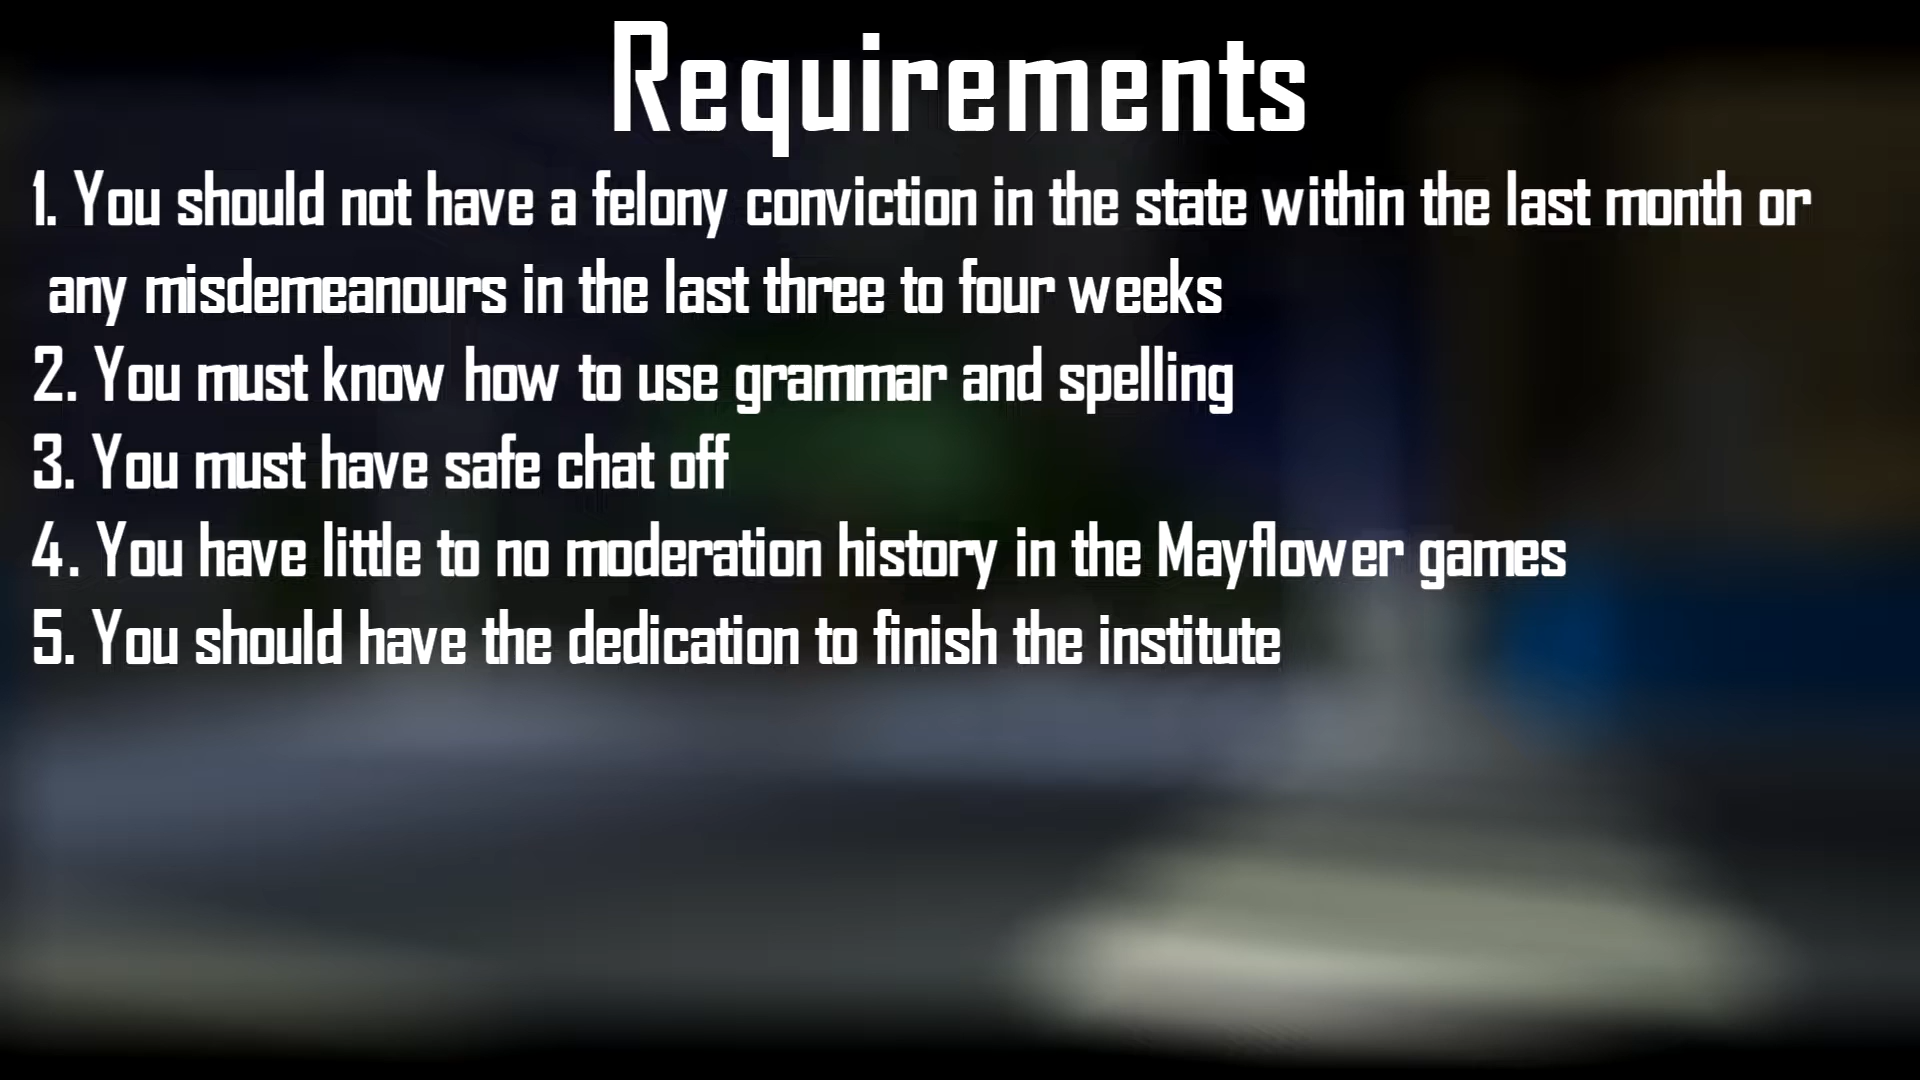 Requirements
1. You should not have a felony conviction in the state within the last month or
any misdemeanours in the last three to four weeks
2. You must know how to use grammar and spelling
3. You must have safe chat off
4. You have little to no moderation history in the Mayflower games
5. You should have the dedication to finish the institute